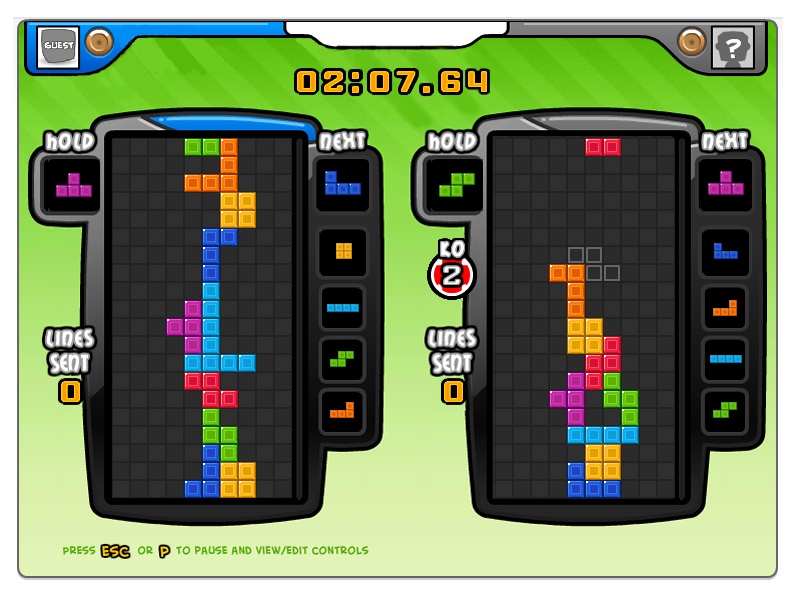 GUEST
?
02:07.64
HOLD
NEXT
HOLD
NEXT
KO
2
LINES
SENT
0
LINES
SENT
0
PRESS ESC OR P TO PAUSE AND VIEW/EDIT CONTROLS